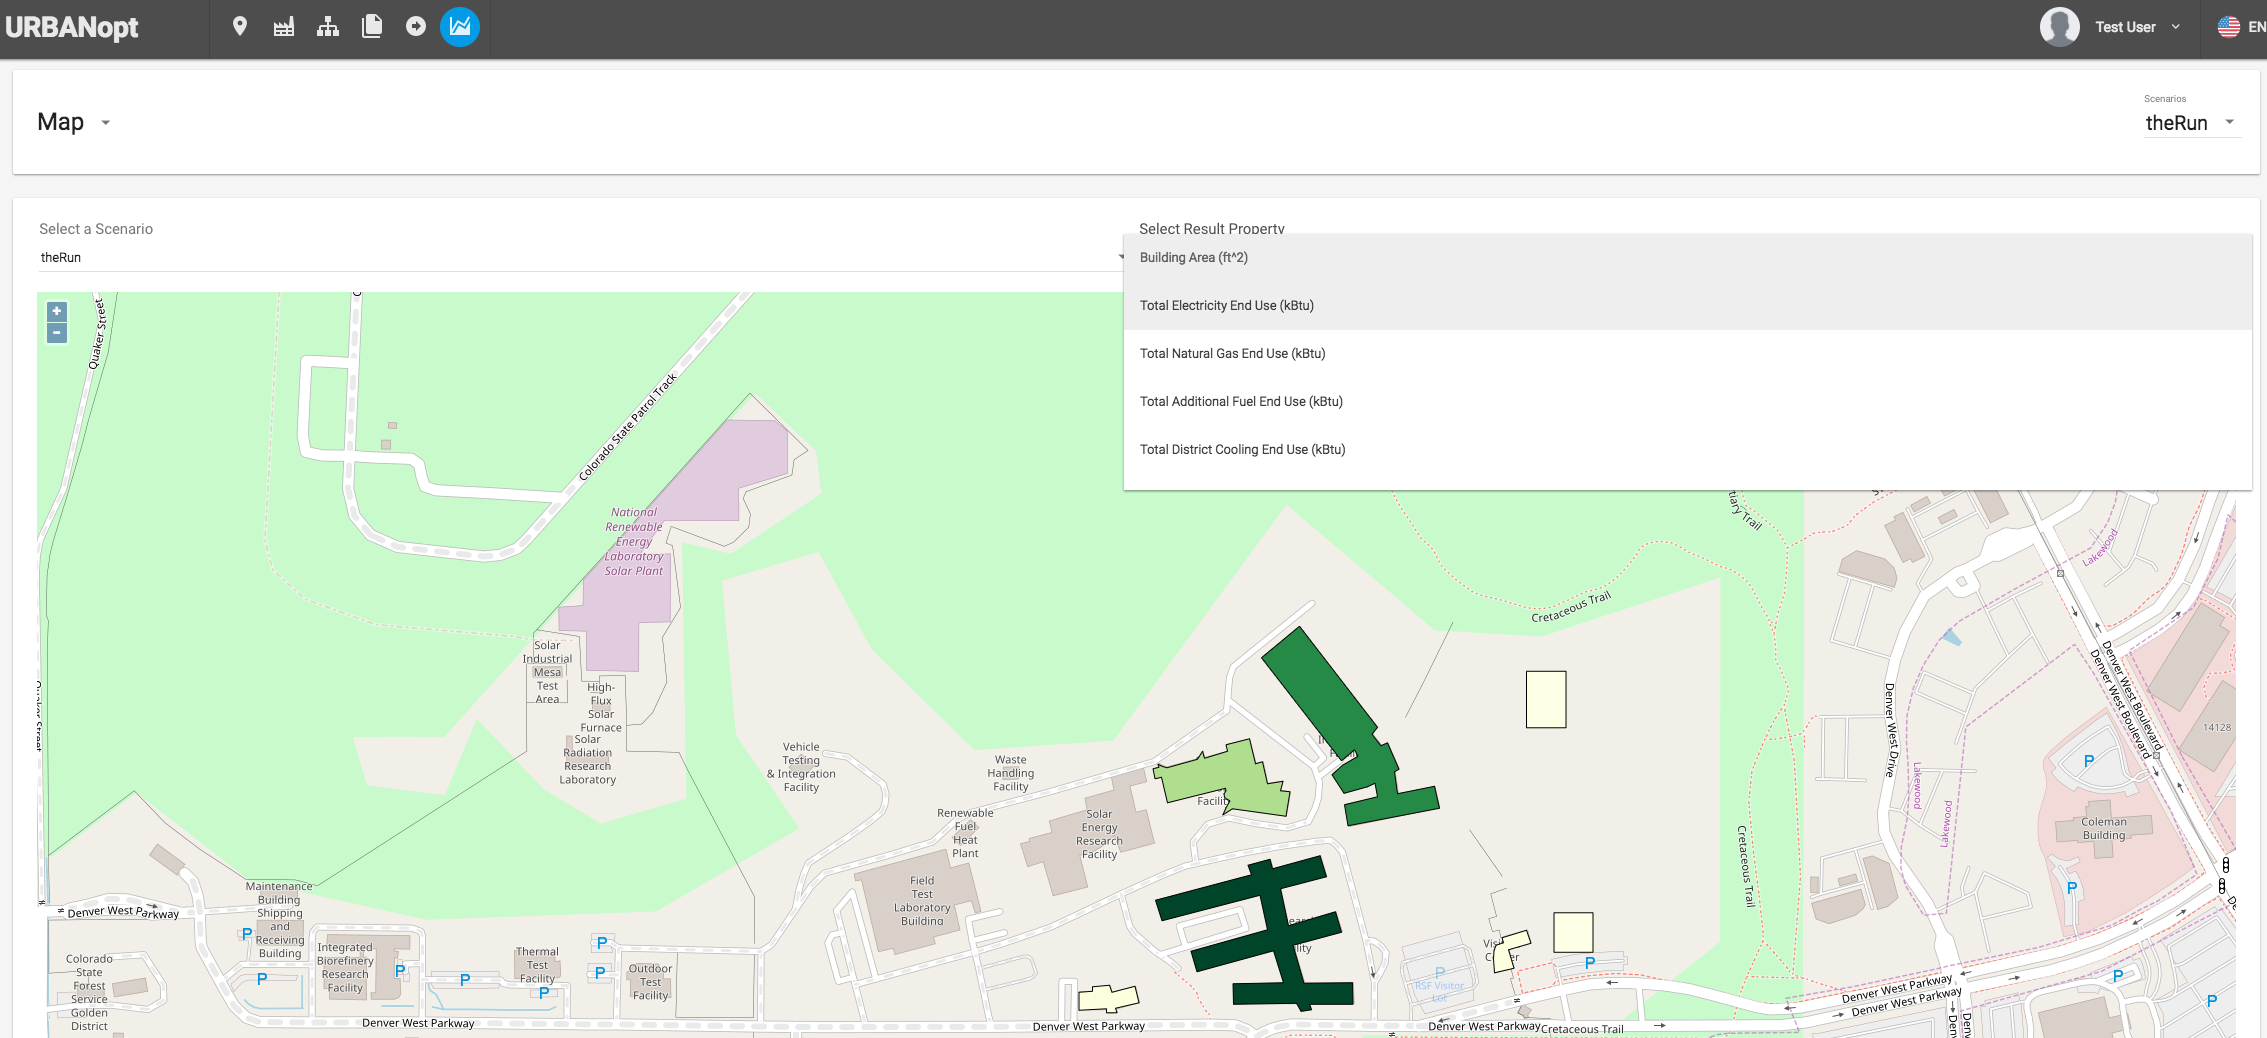 URBANopt
Test User
EN
Map
Scenarios
theRun
Select a Scenario
theRun
Select Result Property
Building Area (ft^2)
Total Electricity End Use (kBtu)
Total Natural Gas End Use (kBtu)
Total Additional Fuel End Use (kBtu)
Total District Cooling End Use (kBtu)
+
-
Quaker Street
Colorado State Patrol Track
National
Renewable
Energy
Laboratory
Solar Plant
tiary Trail
Lakewood
Cretaceous Trail
Solar
Industrial
Mesa
Test
Area
High-
Flux
Solar
Furnace
Solar
Radiation
Research
Laboratory
Quaker Street
Vehicle
Testing
& Integration
Facility
Waste
Handling
Facility
Renewable
Fuel
Heat
Plant
Solar
Energy
Research
Facility
Facilit
Denver West Boulevard
Denver West Boulevard
Denver West Drive
14128
P
Lakewood
Lakewood
Coleman
Building
P
Cretaceous Trail
Field
Test
Laboratory
Building
Maintenance
Building
Shipping
and
Receiving
Building
Denver West Parkway
P
P
Integrated
Biorefinery
Research
Facility
P
P
Thermal
Test
Facility
P
P
P
Outdoor
Test
Facility
Colorado
State
Forest
Service
Golden
District
P
RSF Visitor
Lot
P
P
P
Denver West Parkway
Denver West Parkway
Denver West Parkway
Denver West Parkway
Denver West Parkway
Cretaceous Trail